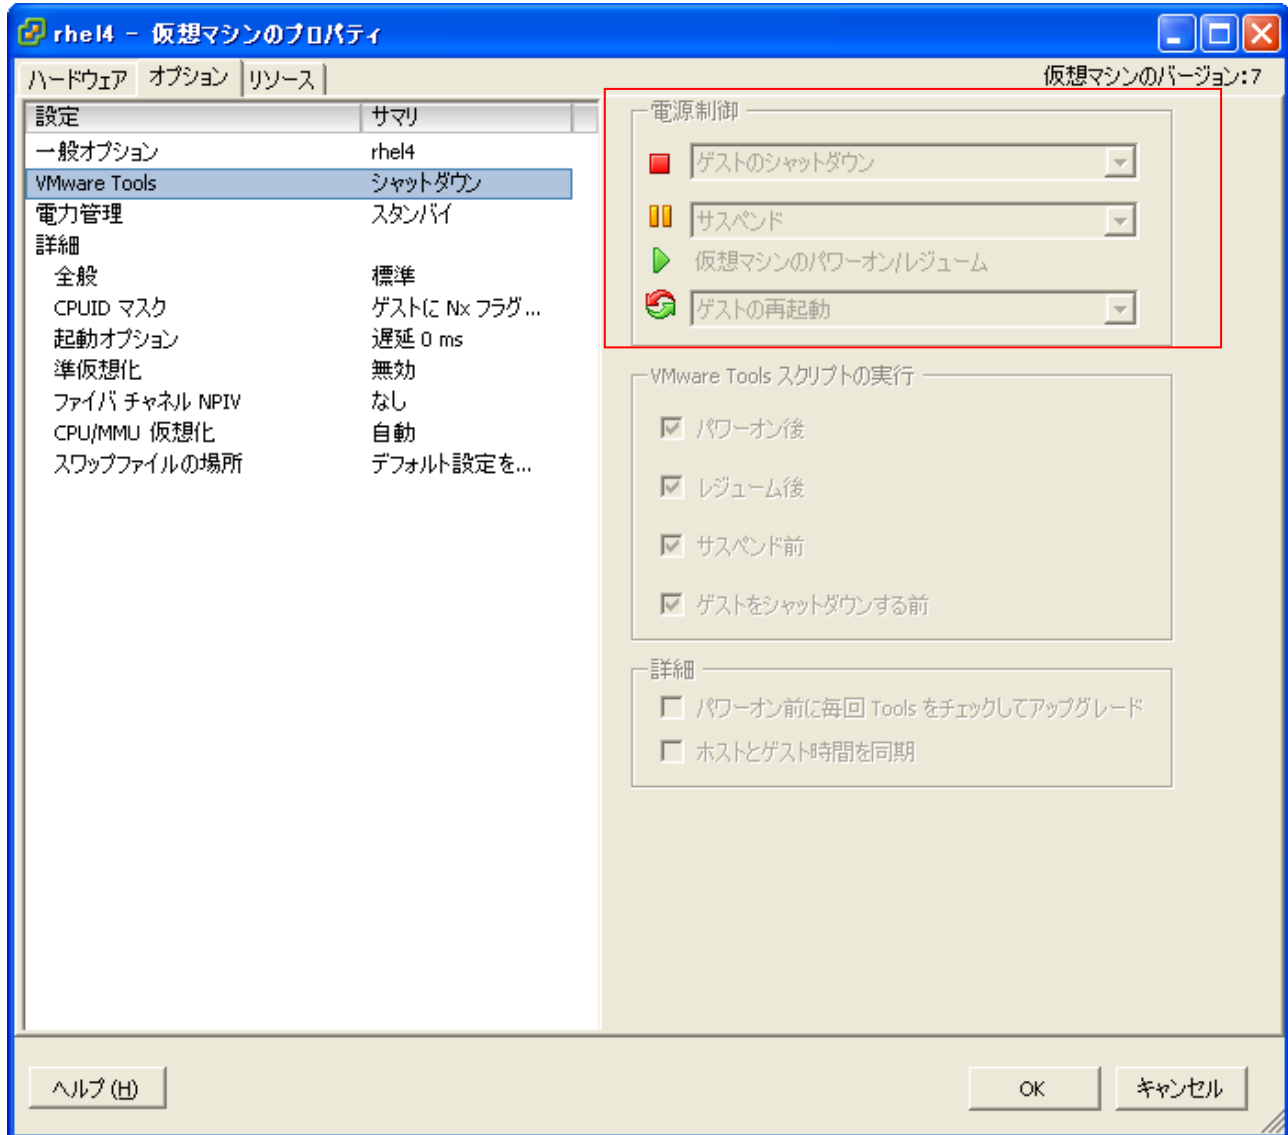 rhel4 - 仮想マシンのプロパティ
ハードウェア オプション リソース 仮想マシンのバージョン:7
設定 サマリ
一般オプション rhel4
VMware Tools シャットダウン
電力管理 スタンバイ
詳細
全般 標準
CPUID マスク ゲストに Nx フラグ...
起動オプション 遅延 0 ms
準仮想化 無効
ファイバ チャネル NPIV なし
CPU/MMU 仮想化 自動
スワップファイルの場所 デフォルト設定を...
電源制御
ゲストのシャットダウン
サスペンド
仮想マシンのパワーオン/レジューム
ゲストの再起動
VMware Tools スクリプトの実行
パワーオン後
レジューム後
サスペンド前
ゲストをシャットダウンする前
詳細
パワーオン前に毎回 Tools をチェックしてアップグレード
ホストとゲスト時間を同期
ヘルプ(H) OK キャンセル